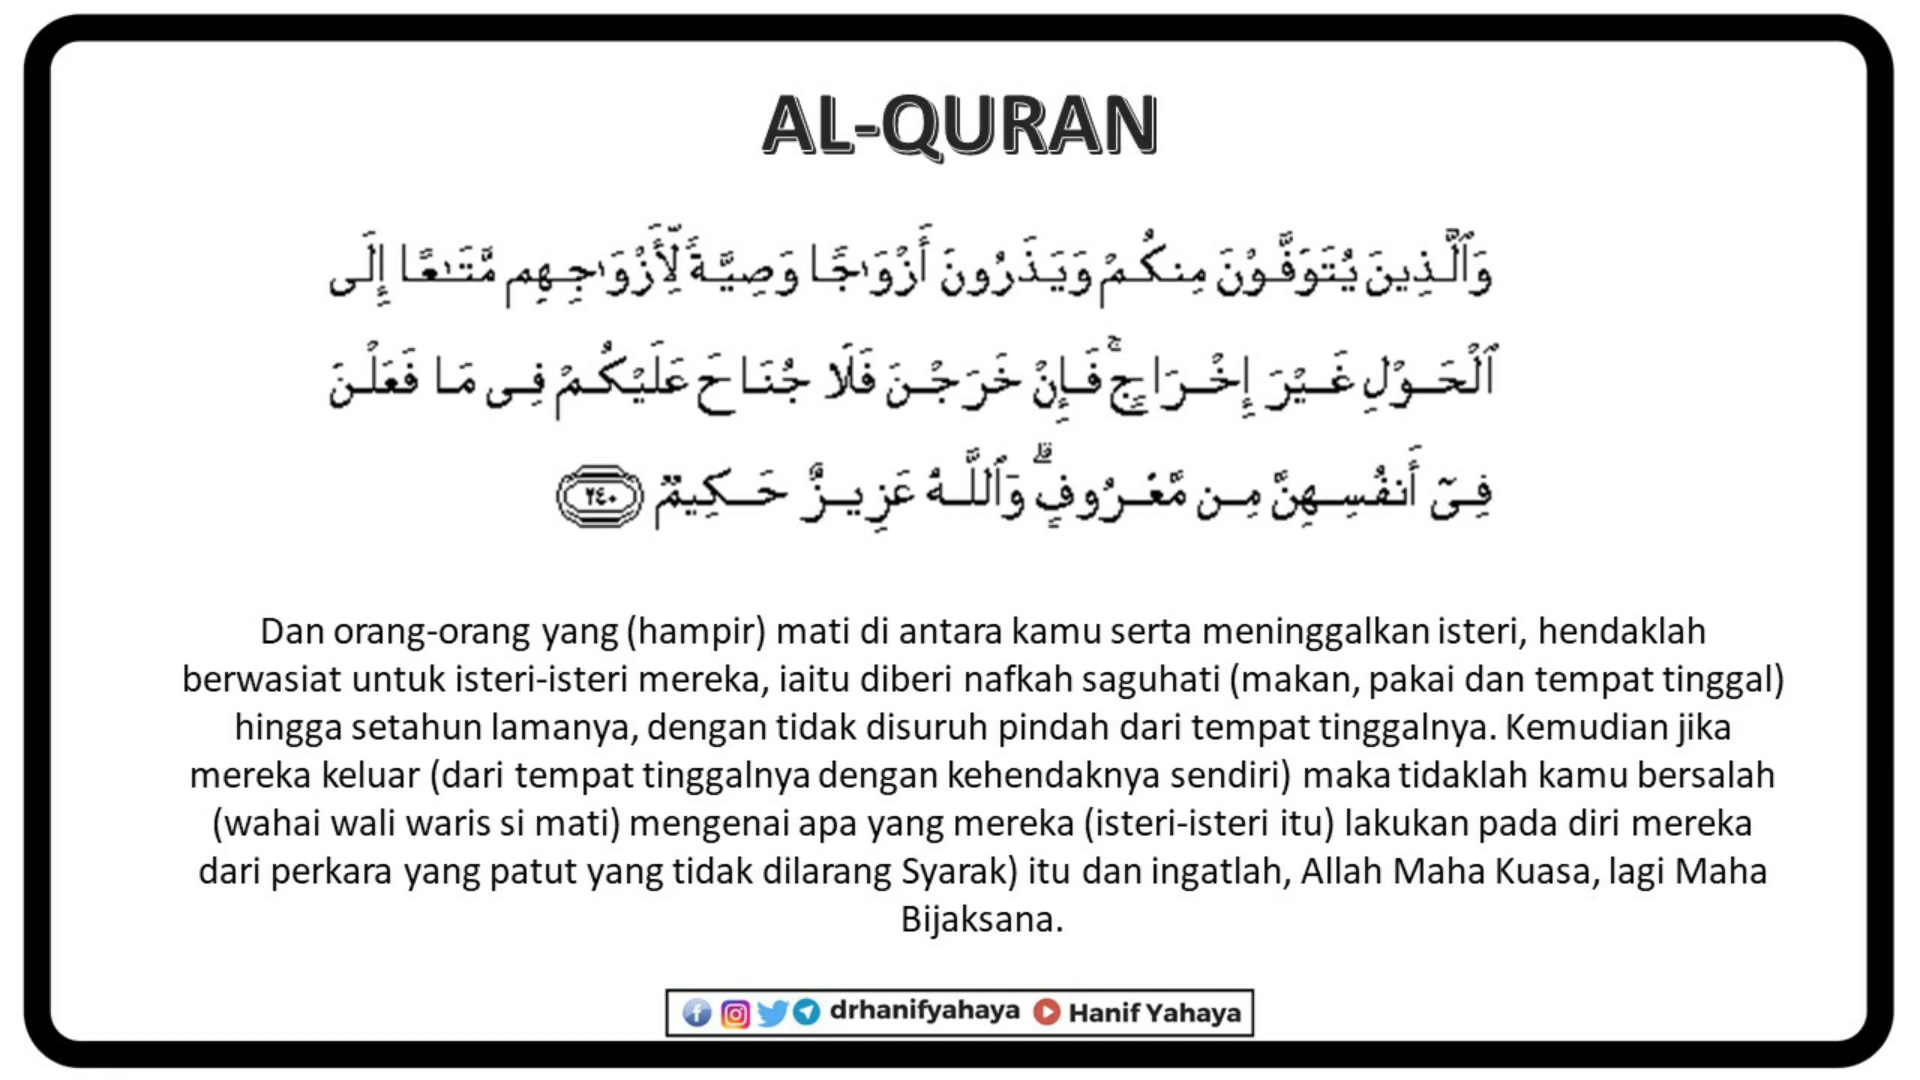 AL-QURAN
وَٱلَّذِينَ يُتَوَفَّوْنَ مِنكُمْ وَيَذَرُونَ أَزْوَٰجًا وَصِيَّةً لِّأَزْوَٰجِهِم مَّتَـٰعًا إِلَى
ٱلْحَوْلِ غَيْرَ إِخْرَاجٍ ۚ فَإِنْ خَرَجْنَ فَلَا جُنَاحَ عَلَيْكُمْ فِى مَا فَعَلْنَ
فِىٓ أَنفُسِهِنَّ مِن مَّعْرُوفٍ ۗ وَٱللَّهُ عَزِيزٌ حَكِيمٌ ٢٤٠
Dan orang-orang yang (hampir) mati di antara kamu serta meninggalkan isteri, hendaklah
berwasiat untuk isteri-isteri mereka, iaitu diberi nafkah saguhati (makan, pakai dan tempat tinggal)
hingga setahun lamanya, dengan tidak disuruh pindah dari tempat tinggalnya. Kemudian jika
mereka keluar (dari tempat tinggalnya dengan kehendaknya sendiri) maka tidaklah kamu bersalah
(wahai wali waris si mati) mengenai apa yang mereka (isteri-isteri itu) lakukan pada diri mereka
dari perkara yang patut yang tidak dilarang Syarak) itu dan ingatlah, Allah Maha Kuasa, lagi Maha
Bijaksana.
drhanifyahaya Hanif Yahaya